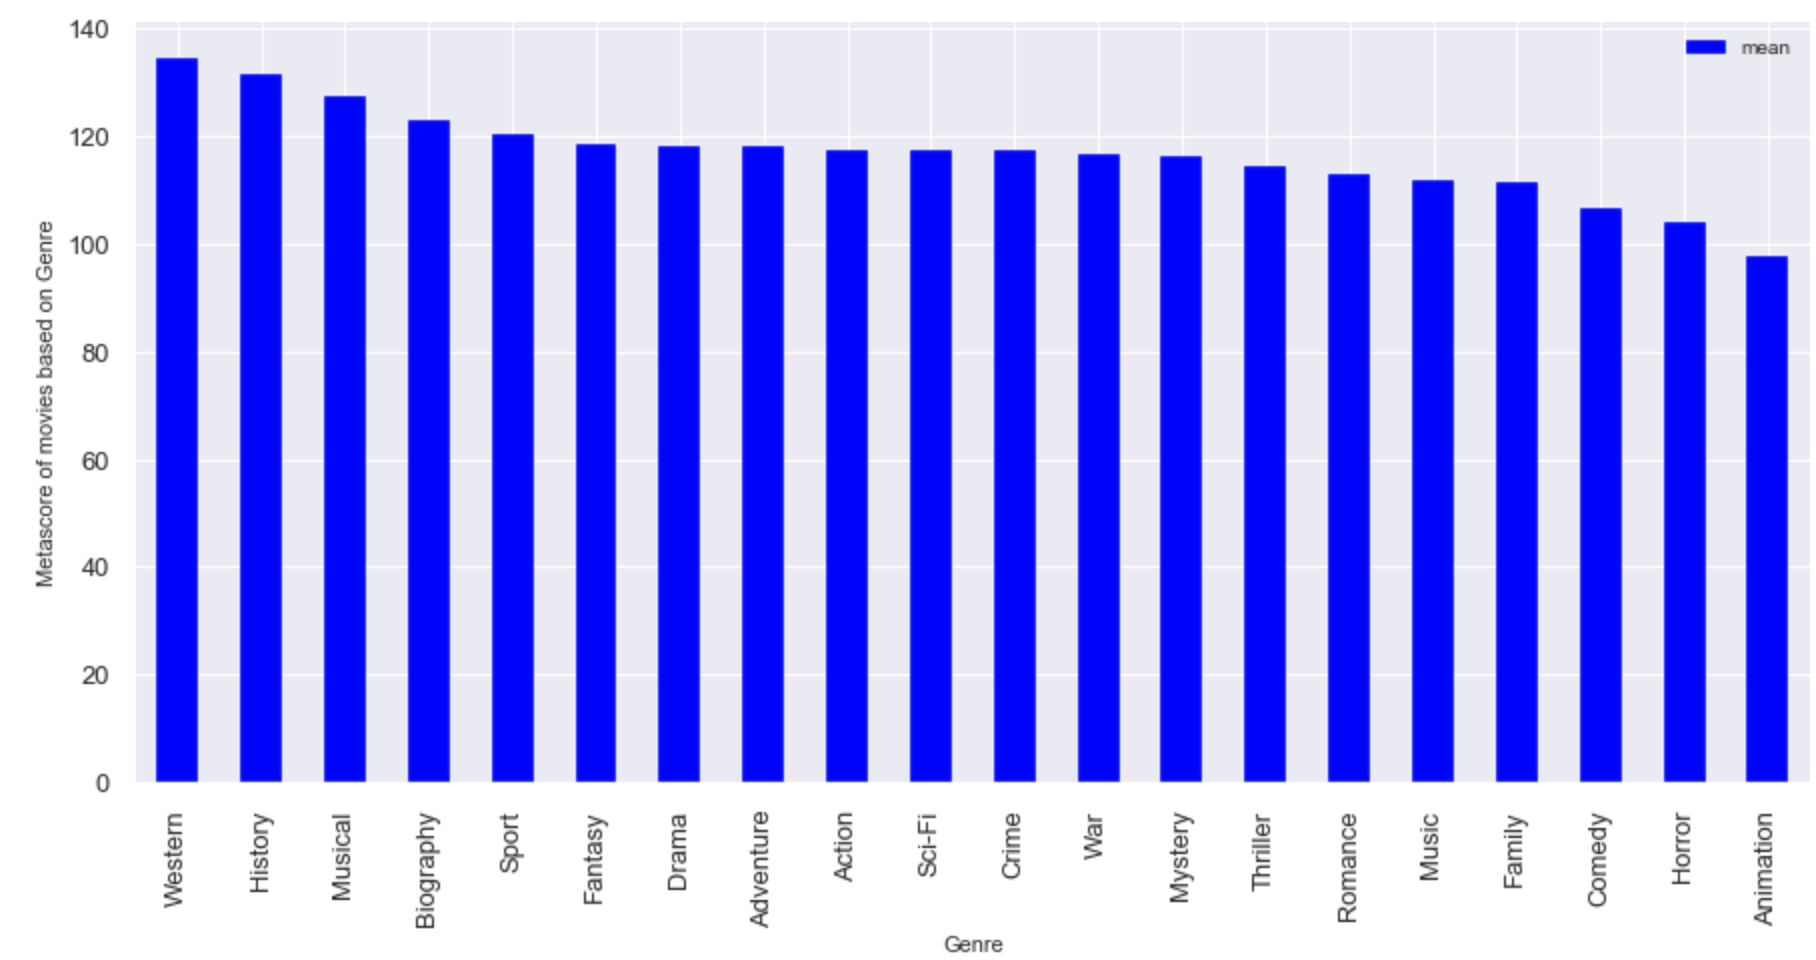 140
120
100
80
60
40
20
0
Metascore of movies based on Genre
mean
Western
History
Musical
Biography
Sport
Fantasy
Drama
Adventure
Action
Sci-Fi
Crime
War
Mystery
Thriller
Romance
Music
Family
Comedy
Horror
Animation
Genre